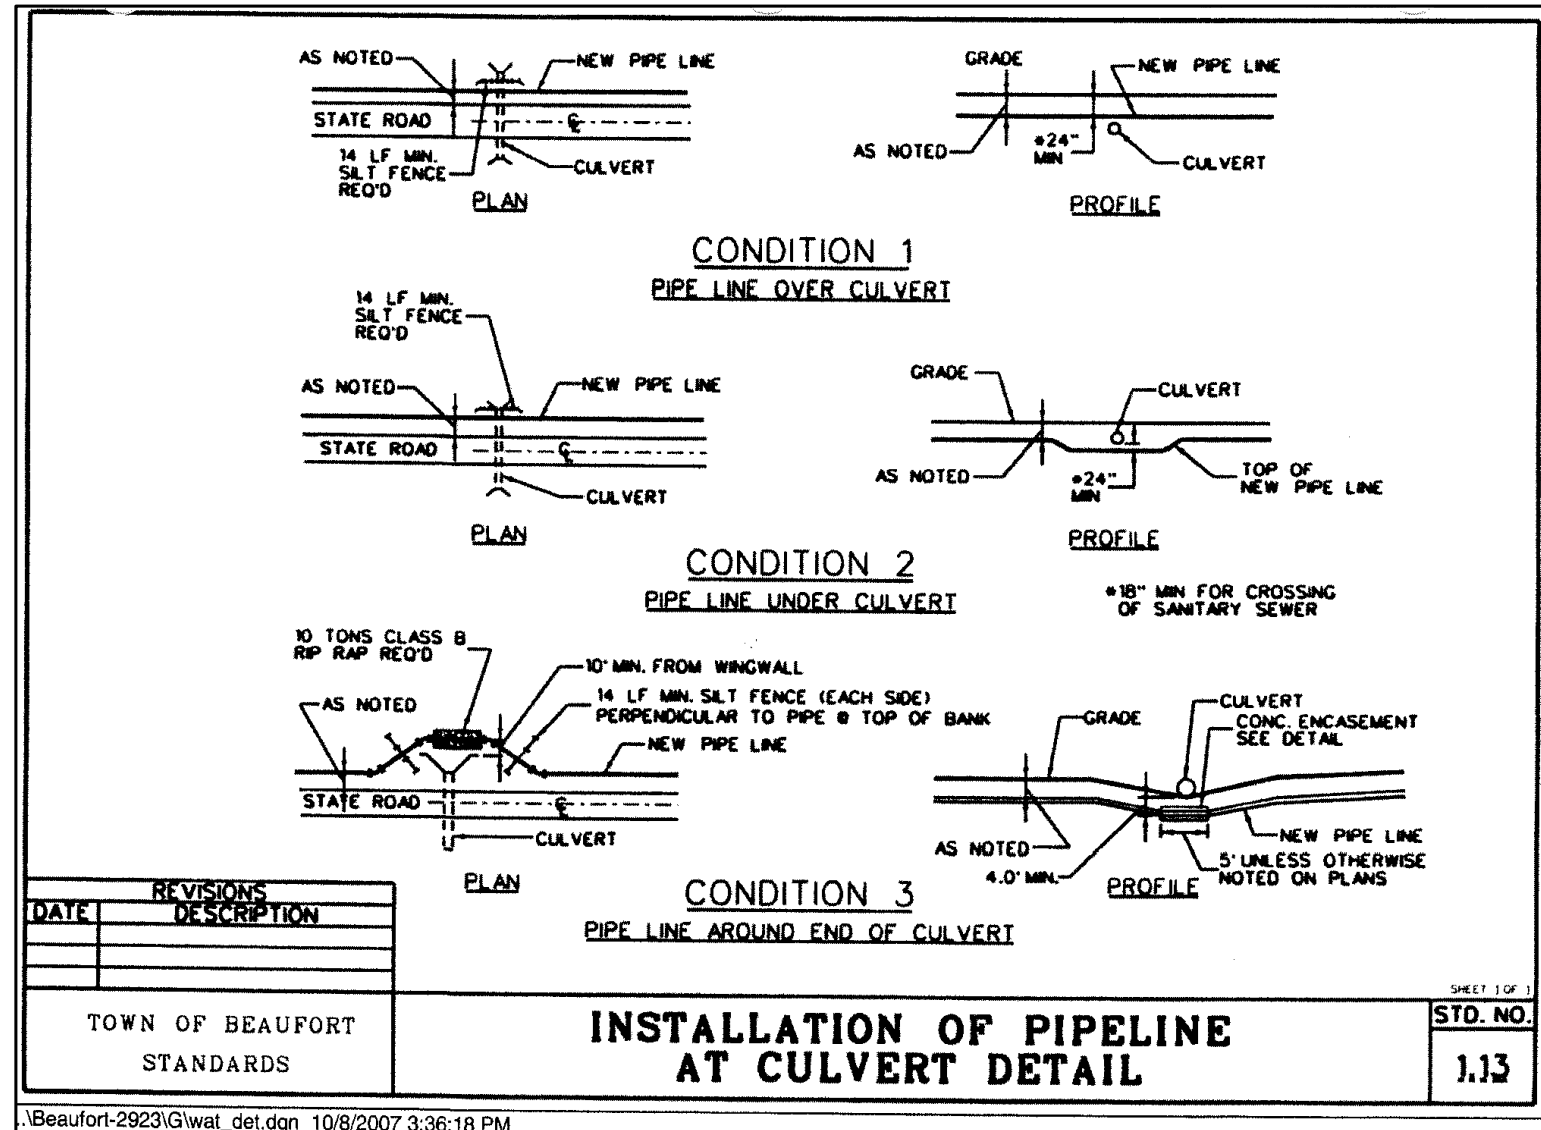 AS NOTED
NEW PIPE LINE
STATE ROAD
℄
14 LF MIN.
SILT FENCE
REQ'D
CULVERT
PLAN
GRADE
NEW PIPE LINE
AS NOTED
*24"
MIN
CULVERT
PROFILE
CONDITION 1
PIPE LINE OVER CULVERT
14 LF MIN.
SILT FENCE
REQ'D
AS NOTED
NEW PIPE LINE
STATE ROAD
℄
CULVERT
PLAN
GRADE
CULVERT
AS NOTED
*24"
MIN
TOP OF
NEW PIPE LINE
PROFILE
CONDITION 2
PIPE LINE UNDER CULVERT
*18" MIN FOR CROSSING
OF SANITARY SEWER
10 TONS CLASS B
RIP RAP REQ'D
10' MIN. FROM WINGWALL
AS NOTED
14 LF MIN. SILT FENCE (EACH SIDE)
PERPENDICULAR TO PIPE @ TOP OF BANK
NEW PIPE LINE
STATE ROAD
℄
CULVERT
PLAN
GRADE
CULVERT
CONC. ENCASEMENT
SEE DETAIL
AS NOTED
4.0' MIN.
NEW PIPE LINE
5' UNLESS OTHERWISE
NOTED ON PLANS
PROFILE
CONDITION 3
PIPE LINE AROUND END OF CULVERT
REVISIONS
DATE DESCRIPTION
TOWN OF BEAUFORT
STANDARDS
INSTALLATION OF PIPELINE
AT CULVERT DETAIL
SHEET 1 OF 1
STD. NO.
1.13
..\Beaufort-2923\G\wat_det.dgn 10/8/2007 3:36:18 PM